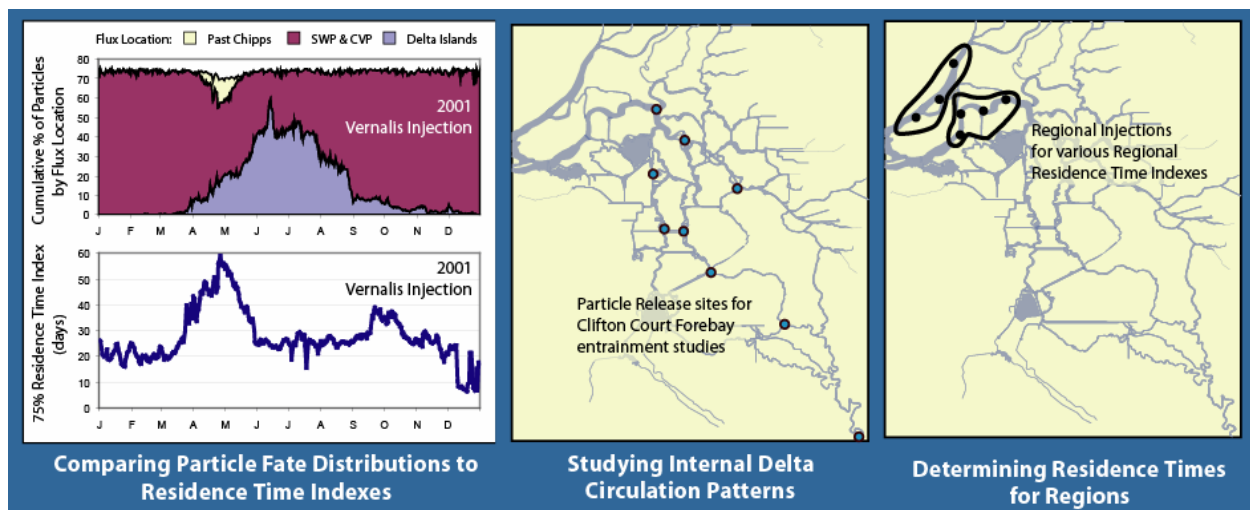 Flux Location: Past Chipps SWP & CVP Delta Islands
Cumulative % of Particles
by Flux Location
80
70
60
50
40
30
20
10
0
2001
Vernalis Injection
J F M A M J J A S O N D
75% Residence Time Index
(days)
60
50
40
30
20
10
0
2001
Vernalis Injection
J F M A M J J A S O N D
Comparing Particle Fate Distributions to
Residence Time Indexes
Particle Release sites for
Clifton Court Forebay
entrainment studies
Studying Internal Delta
Circulation Patterns
Regional Injections
for various Regional
Residence Time Indexes
Determining Residence Times
for Regions